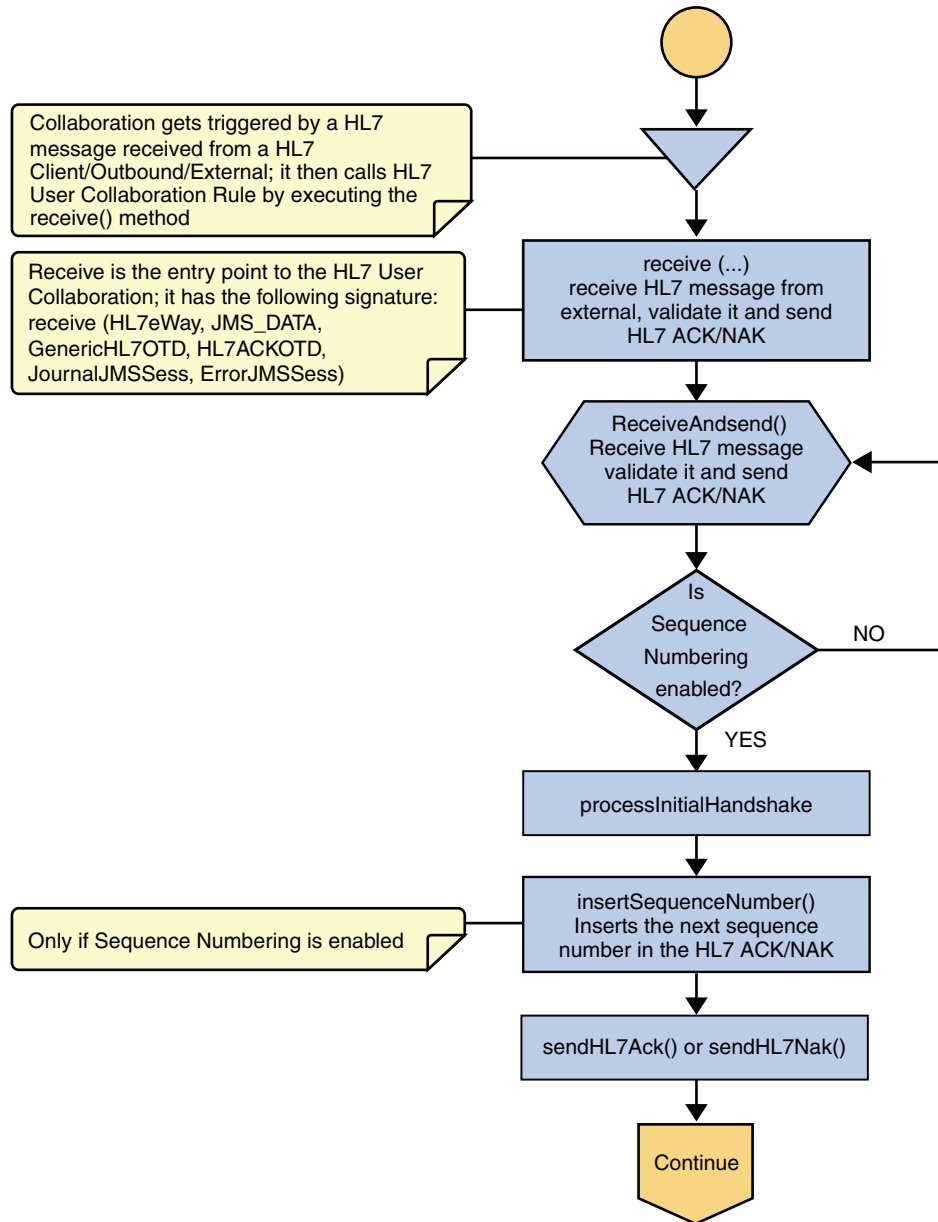 Collaboration gets triggered by a HL7
message received from a HL7
Client/Outbound/External; it then calls HL7
User Collaboration Rule by executing the
receive() method
Receive is the entry point to the HL7 User
Collaboration; it has the following signature:
receive (HL7eWay, JMS_DATA,
GenericHL7OTD, HL7ACKOTD,
JournalJMSSess, ErrorJMSSess)
receive (...)
receive HL7 message from
external, validate it and send
HL7 ACK/NAK
ReceiveAndsend()
Receive HL7 message
validate it and send
HL7 ACK/NAK
Is
Sequence
Numbering
enabled?
NO
YES
processInitialHandshake
insertSequenceNumber()
Inserts the next sequence
number in the HL7 ACK/NAK
Only if Sequence Numbering is enabled
sendHL7Ack() or sendHL7Nak()
Continue